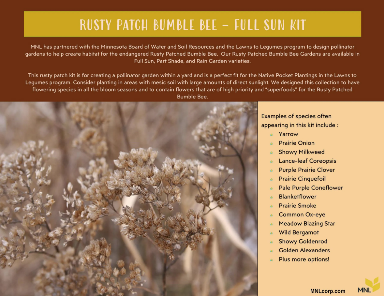 RUSTY PATCH BUMBLE BEE – FULL SUN KIT
MNL has partnered with the Minnesota Board of Water and Soil Resources and the Lawns to Legumes program to design pollinator
gardens to help create habitat for the endangered Rusty Patched Bumble Bee. Our Rusty Patched Bumble Bee Gardens are available in
Full Sun, Part Shade, and Rain Garden varieties.
This rusty patch kit is for creating a pollinator garden within a yard and is a perfect fit for the Native Pocket Plantings in the Lawns to
Legumes program. Consider planting in areas with mesic soil with large amounts of direct sunlight. We designed this collection to have
flowering species in all the bloom seasons and to contain flowers that are of high priority and "superfoods" for the Rusty Patched
Bumble Bee.
Examples of species often
appearing in this kit include :
Yarrow
Prairie Onion
Showy Milkweed
Lance-leaf Coreopsis
Purple Prairie Clover
Prairie Cinquefoil
Pale Purple Coneflower
Blanketflower
Prairie Smoke
Common Ox-eye
Meadow Blazing Star
Wild Bergamot
Showy Goldenrod
Golden Alexanders
Plus more options!
MNLcorp.com
MNL